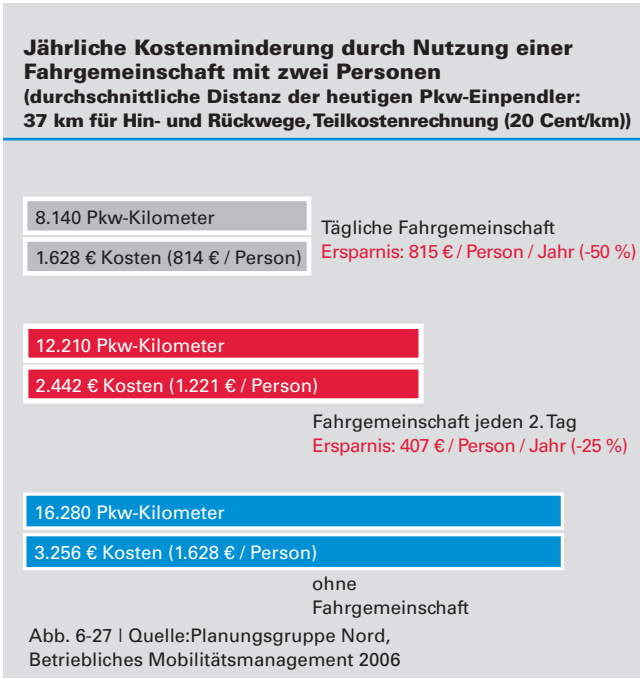 Jährliche Kostenminderung durch Nutzung einer
Fahrgemeinschaft mit zwei Personen
(durchschnittliche Distanz der heutigen Pkw-Einpendler:
37 km für Hin- und Rückwege, Teilkostenrechnung (20 Cent/km))
8.140 Pkw-Kilometer
1.628 € Kosten (814 € / Person)
Tägliche Fahrgemeinschaft
Ersparnis: 815 € / Person / Jahr (-50 %)
12.210 Pkw-Kilometer
2.442 € Kosten (1.221 € / Person)
Fahrgemeinschaft jeden 2. Tag
Ersparnis: 407 € / Person / Jahr (-25 %)
16.280 Pkw-Kilometer
3.256 € Kosten (1.628 € / Person)
ohne
Fahrgemeinschaft
Abb. 6-27 | Quelle:Planungsgruppe Nord,
Betriebliches Mobilitätsmanagement 2006